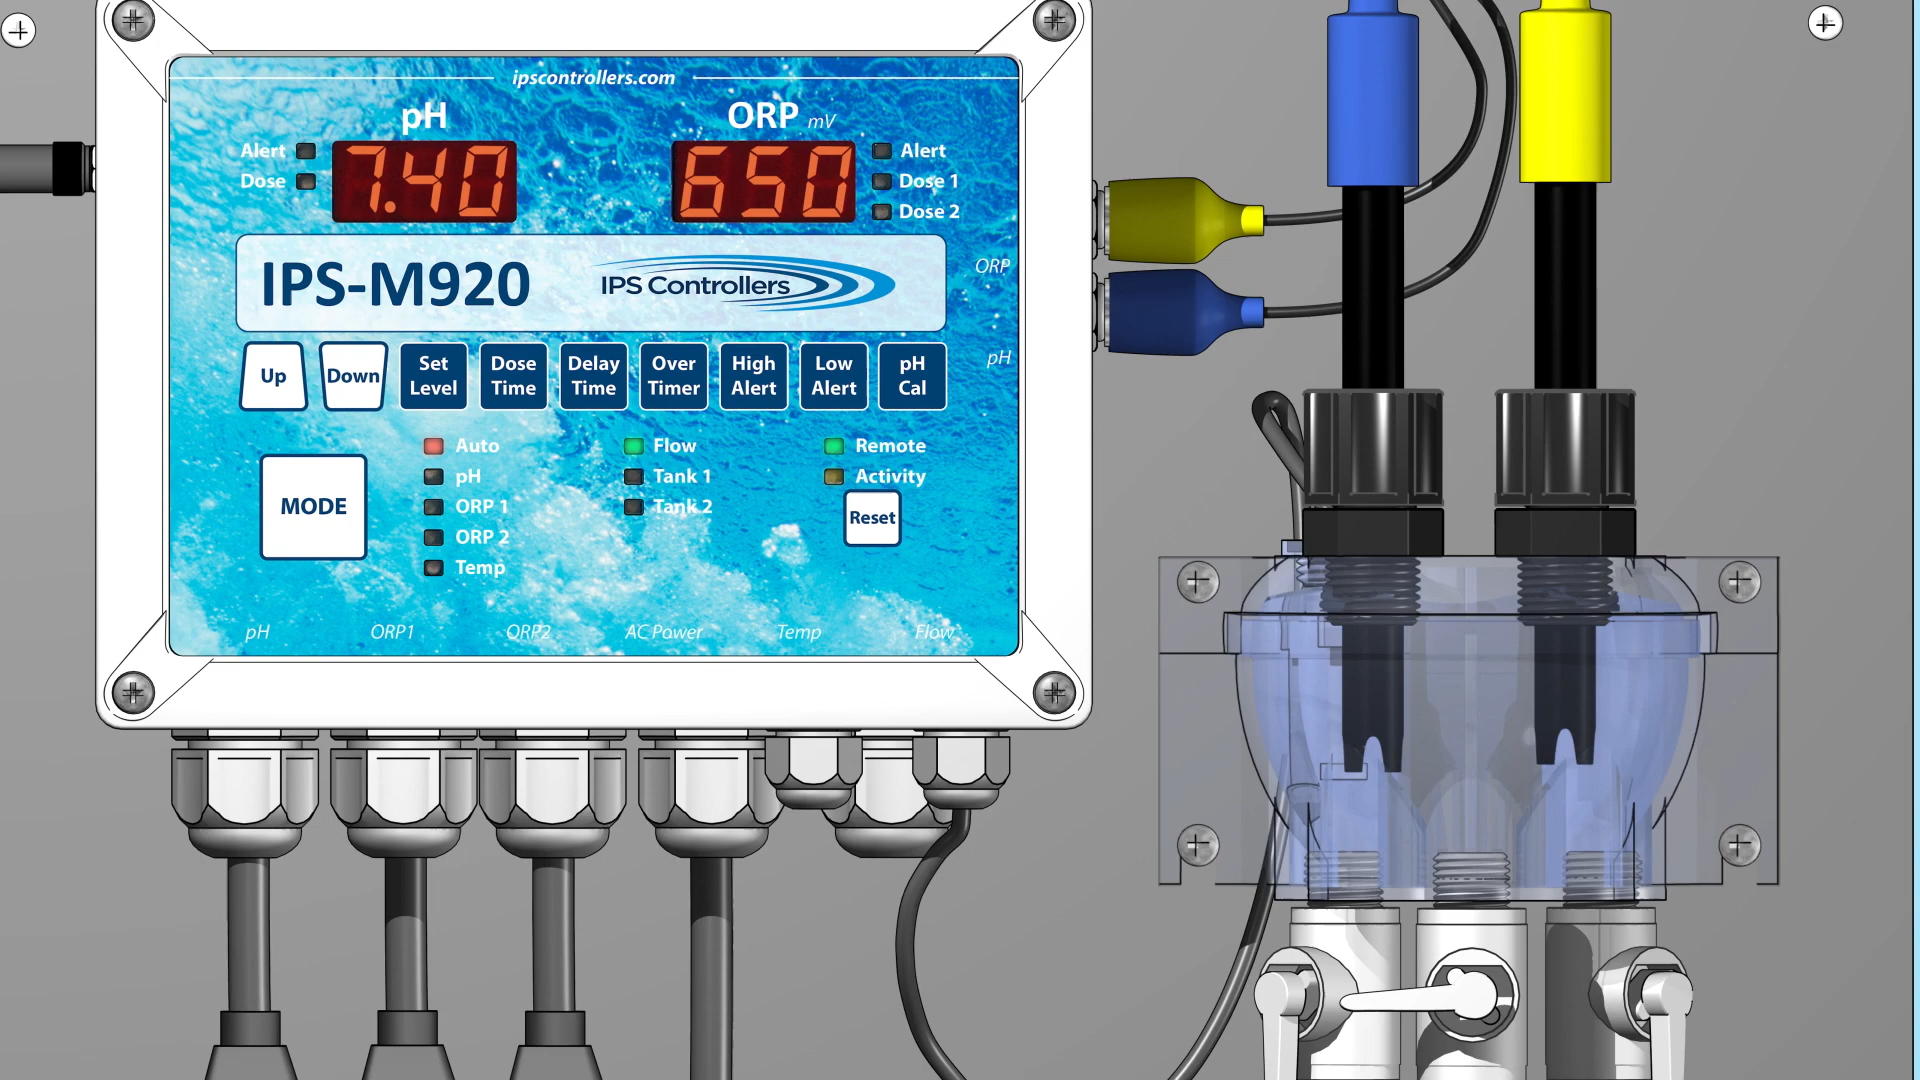 ipscontrollers.com
pH
ORP mV
Alert
Dose
7.40
650
Alert
Dose 1
Dose 2
IPS-M920
IPS Controllers
ORP
pH
Up
Down
Set Level
Dose Time
Delay Time
Over Timer
High Alert
Low Alert
pH Cal
MODE
Auto
pH
ORP 1
ORP 2
Temp
Flow
Tank 1
Tank 2
Remote
Activity
Reset
pH
ORP1
ORP2
AC Power
Temp
Flow